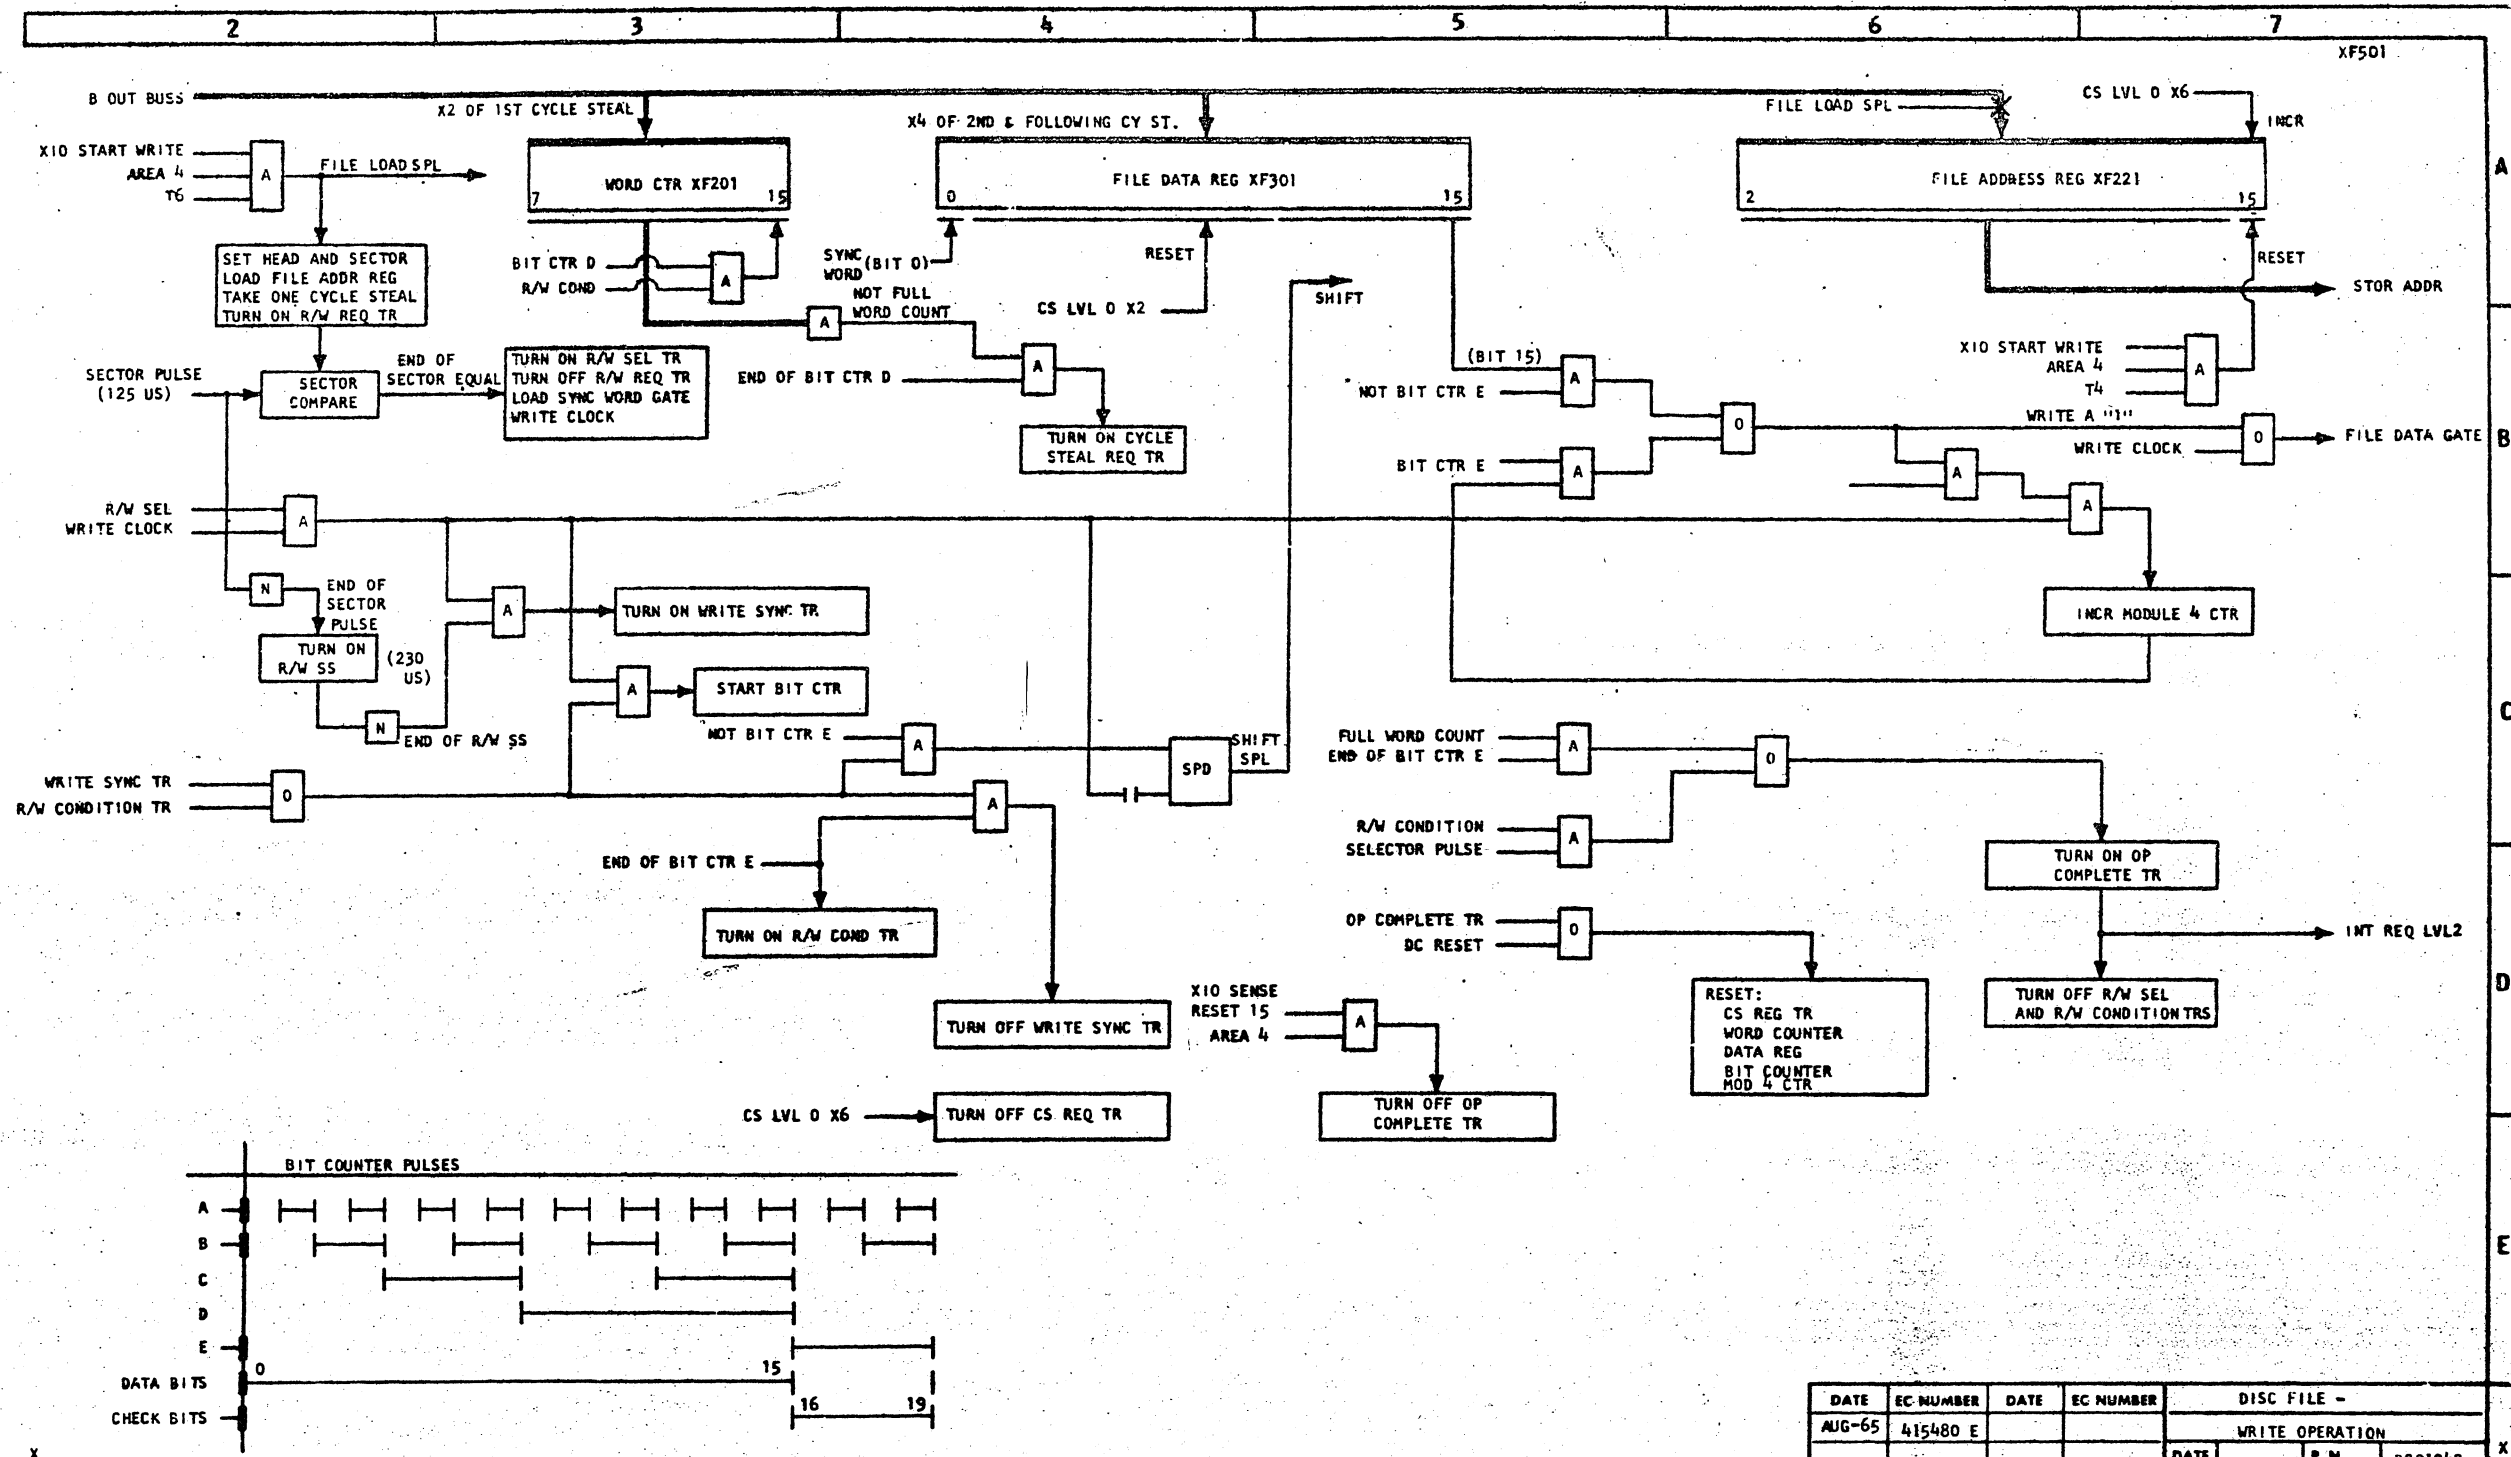 2 3 4 5 6 7
XF501
B OUT BUSS
X2 OF 1ST CYCLE STEAL
X4 OF 2ND & FOLLOWING CY ST.
FILE LOAD SPL
CS LVL 0 X6
INCR
XIO START WRITE
AREA 4
T6
A
FILE LOAD SPL
WORD CTR XF201
7 15
FILE DATA REG XF301
0 15
FILE ADDRESS REG XF221
2 15
A
SET HEAD AND SECTOR
LOAD FILE ADDR REG
TAKE ONE CYCLE STEAL
TURN ON R/W REQ TR
BIT CTR D
R/W COND
A
SYNC
WORD
(BIT 0)
NOT FULL
WORD COUNT
A
RESET
CS LVL 0 X2
SHIFT
RESET
STOR ADDR
SECTOR PULSE
(125 US)
SECTOR
COMPARE
END OF
SECTOR EQUAL
TURN ON R/W SEL TR
TURN OFF R/W REQ TR
LOAD SYNC WORD GATE
WRITE CLOCK
END OF BIT CTR D
A
TURN ON CYCLE
STEAL REQ TR
(BIT 15)
NOT BIT CTR E
A
BIT CTR E
A
O
XIO START WRITE
AREA 4
T4
A
WRITE A "1"
WRITE CLOCK
O
FILE DATA GATE
B
A
A
R/W SEL
WRITE CLOCK
A
N
END OF
SECTOR
PULSE
TURN ON
R/W SS
(230
US)
N
END OF R/W SS
A
TURN ON WRITE SYNC TR
A
START BIT CTR
INCR MODULE 4 CTR
C
NOT BIT CTR E
A
SPD
SHIFT
SPL
WRITE SYNC TR
R/W CONDITION TR
O
A
END OF BIT CTR E
TURN ON R/W COND TR
TURN OFF WRITE SYNC TR
CS LVL 0 X6
TURN OFF CS REQ TR
FULL WORD COUNT
END OF BIT CTR E
A
O
R/W CONDITION
SELECTOR PULSE
A
TURN ON OP
COMPLETE TR
OP COMPLETE TR
DC RESET
O
INT REQ LVL2
D
XIO SENSE
RESET 15
AREA 4
A
TURN OFF OP
COMPLETE TR
RESET:
CS REG TR
WORD COUNTER
DATA REG
BIT COUNTER
MOD 4 CTR
TURN OFF R/W SEL
AND R/W CONDITION TRS
BIT COUNTER PULSES
A
B
C
D
E
DATA BITS
0 15
CHECK BITS
16 19
E
DATE EC NUMBER DATE EC NUMBER DISC FILE -
AUG-65 415480 E WRITE OPERATION
DATE
X X